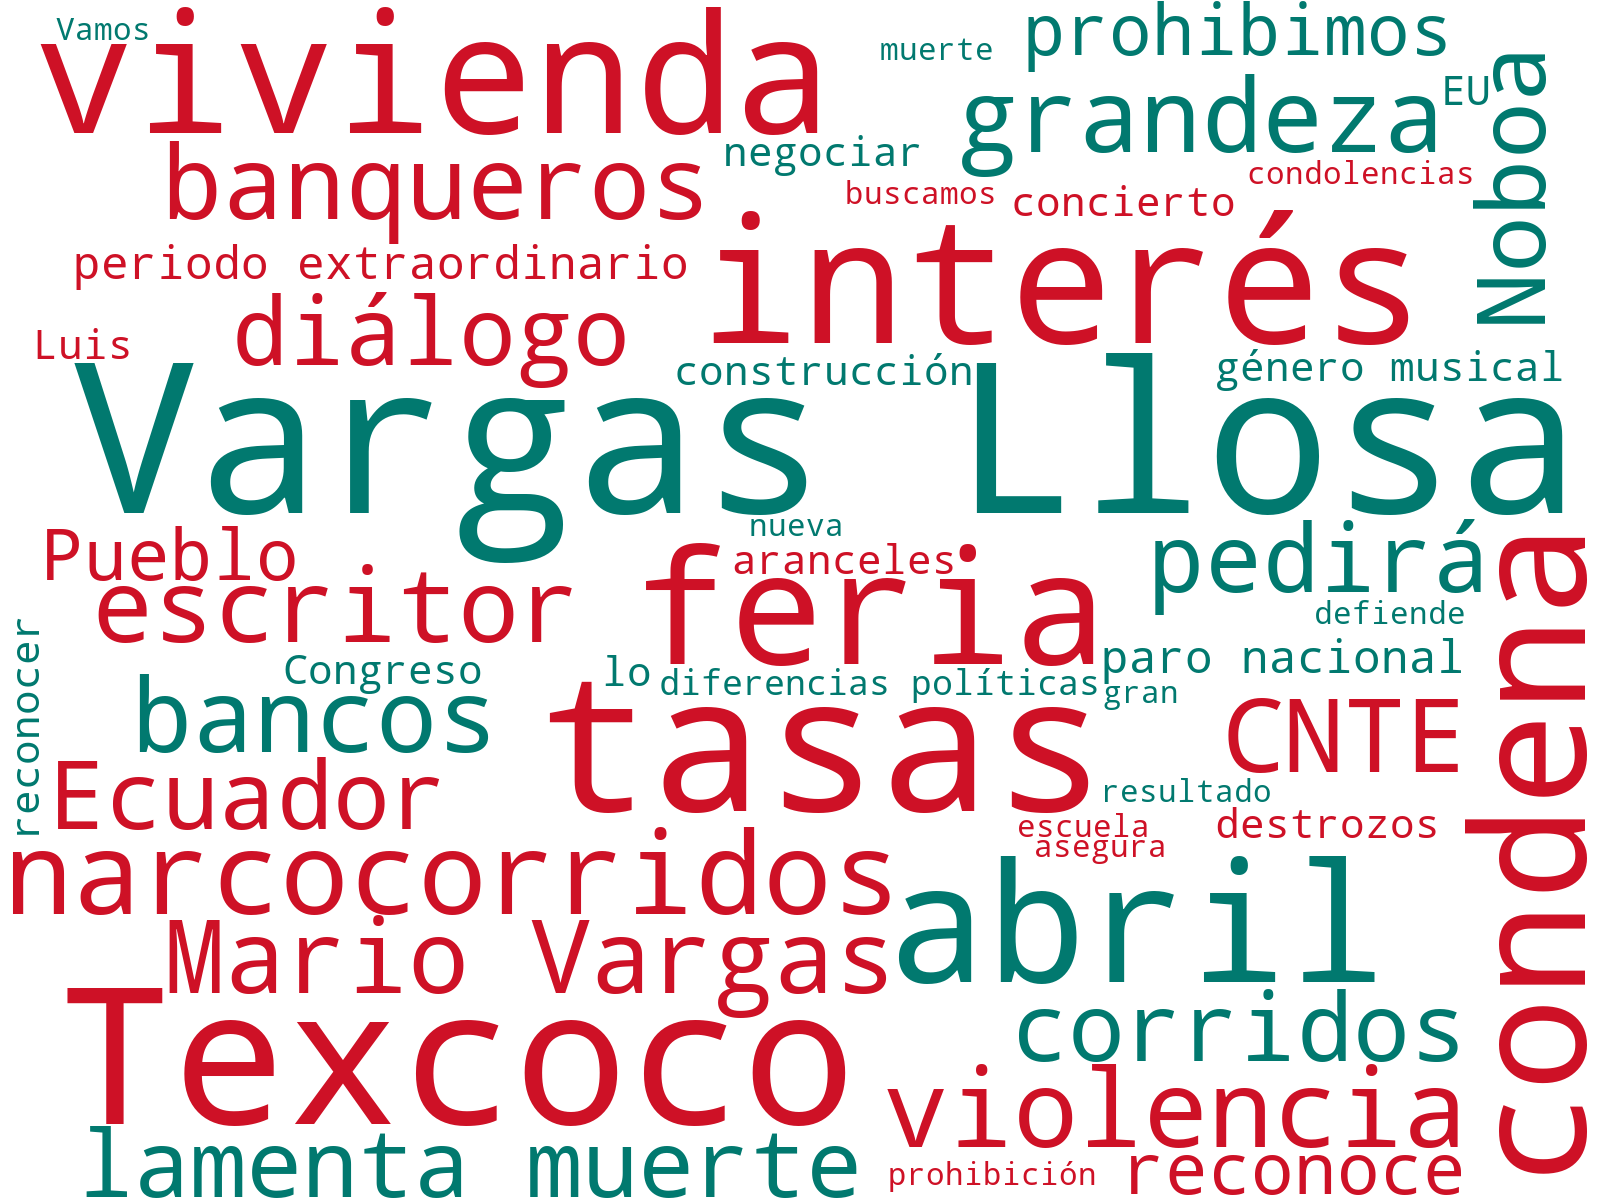 Vamos
vivienda
muerte
prohibimos
grandeza
EU
Noboa
negociar
banqueros
condolencias
buscamos
concierto
interés
periodo extraordinario
diálogo
Luis
construcción
género musical
Vargas Llosa
nueva
Pueblo
aranceles
pedirá
feria
escritor
defiende
condena
reconocer
Congreso
lo
diferencias políticas
paro nacional
gran
bancos
tasas
CNTE
Ecuador
resultado
escuela
destrozos
asegura
narcocorridos
abril
Mario Vargas
Texcoco
corridos
violencia
lamenta muerte
prohibición
reconoce